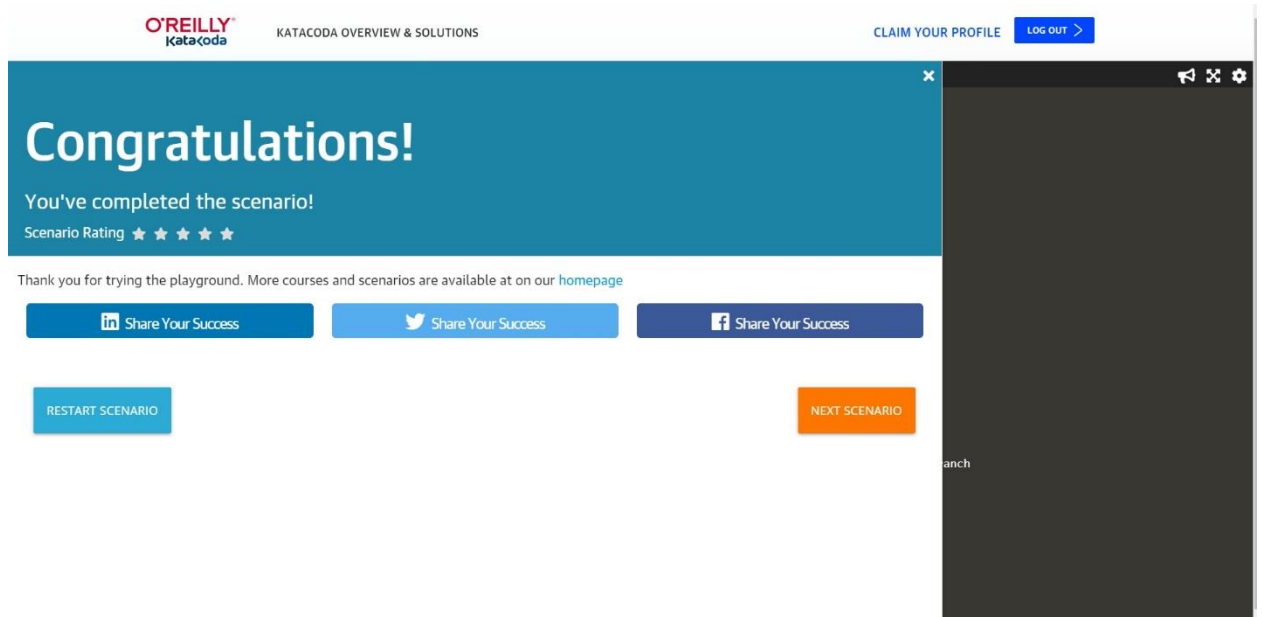 O'REILLY
Katacoda
KATACODA OVERVIEW & SOLUTIONS
CLAIM YOUR PROFILE
LOG OUT
Congratulations!
You've completed the scenario!
Scenario Rating
Thank you for trying the playground. More courses and scenarios are available at on our homepage
Share Your Success
Share Your Success
Share Your Success
RESTART SCENARIO
NEXT SCENARIO
anch